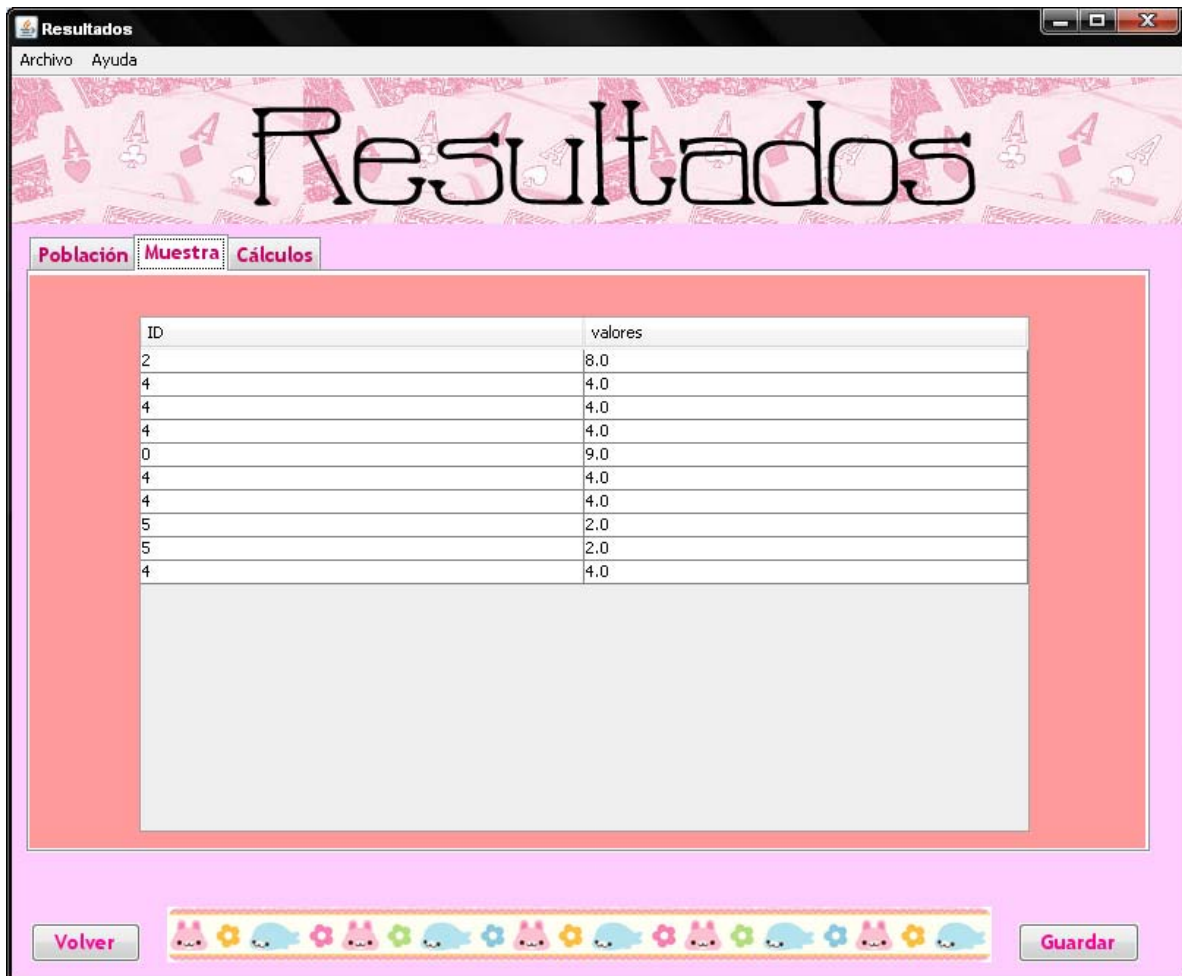 Resultados
Archivo Ayuda
Resultados
Población Muestra Cálculos
ID valores
2 8.0
4 4.0
4 4.0
4 4.0
0 9.0
4 4.0
4 4.0
5 2.0
5 2.0
4 4.0
Volver Guardar